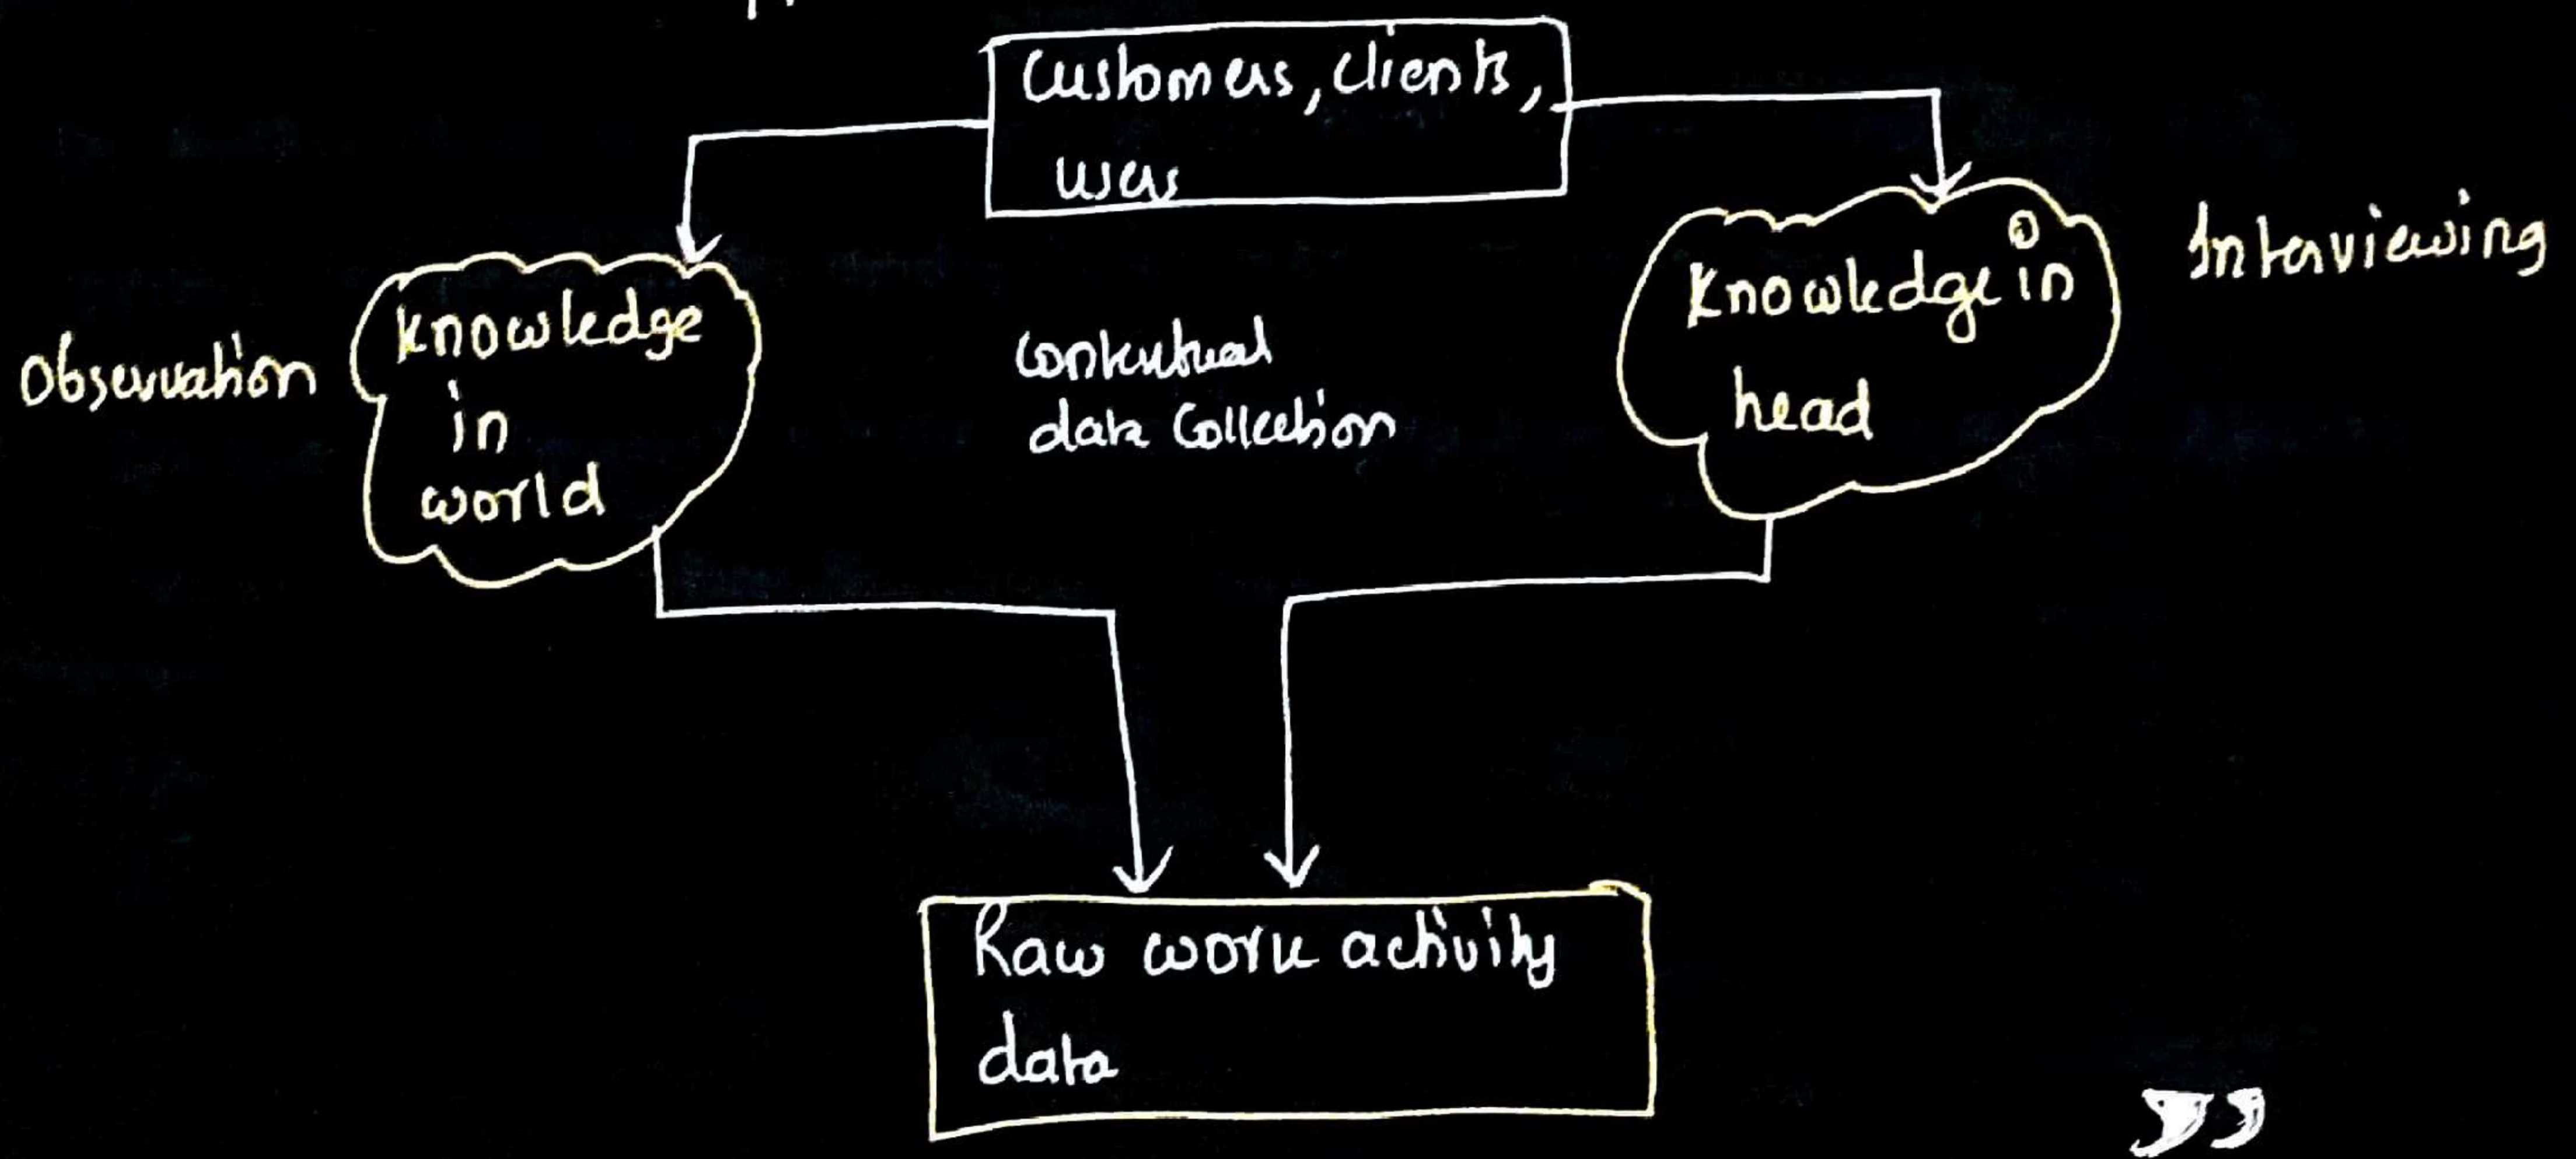 Customers, clients,
users
Observation
knowledge
in
world
contextual
data Collection
Knowledge in
head
Interviewing
Raw work activity
data